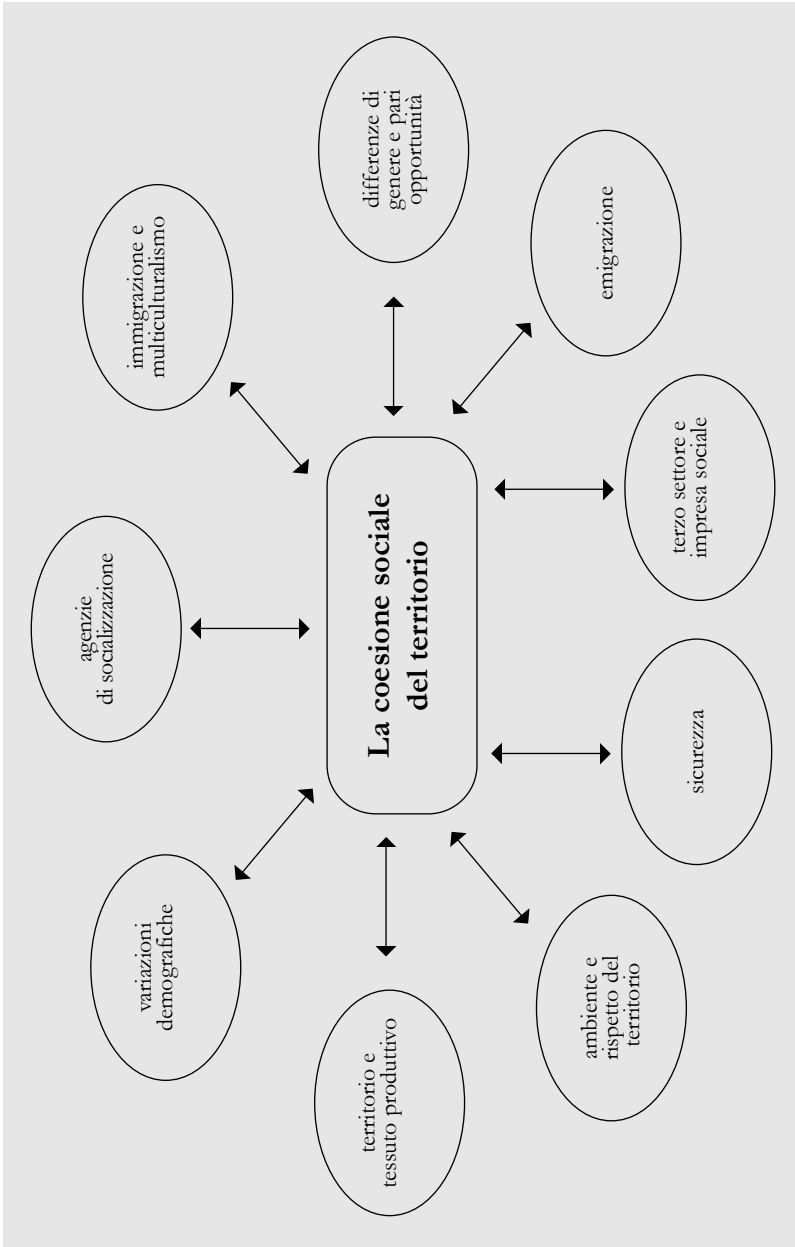 agenzie
di socializzazione
variazioni
demografiche
immigrazione e
multiculturalismo
territorio e
tessuto produttivo
La coesione sociale
del territorio
differenze di
genere e pari
opportunità
ambiente e
rispetto del
territorio
emigrazione
sicurezza
terzo settore e
impresa sociale